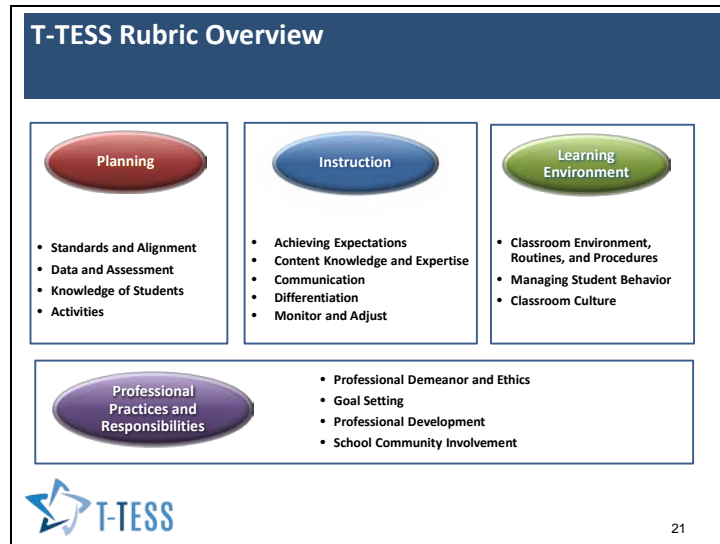 T-TESS Rubric Overview
Planning
• Standards and Alignment
• Data and Assessment
• Knowledge of Students
• Activities
Instruction
• Achieving Expectations
• Content Knowledge and Expertise
• Communication
• Differentiation
• Monitor and Adjust
Learning
Environment
• Classroom Environment,
Routines, and Procedures
• Managing Student Behavior
• Classroom Culture
Professional
Practices and
Responsibilities
• Professional Demeanor and Ethics
• Goal Setting
• Professional Development
• School Community Involvement
T-TESS
21